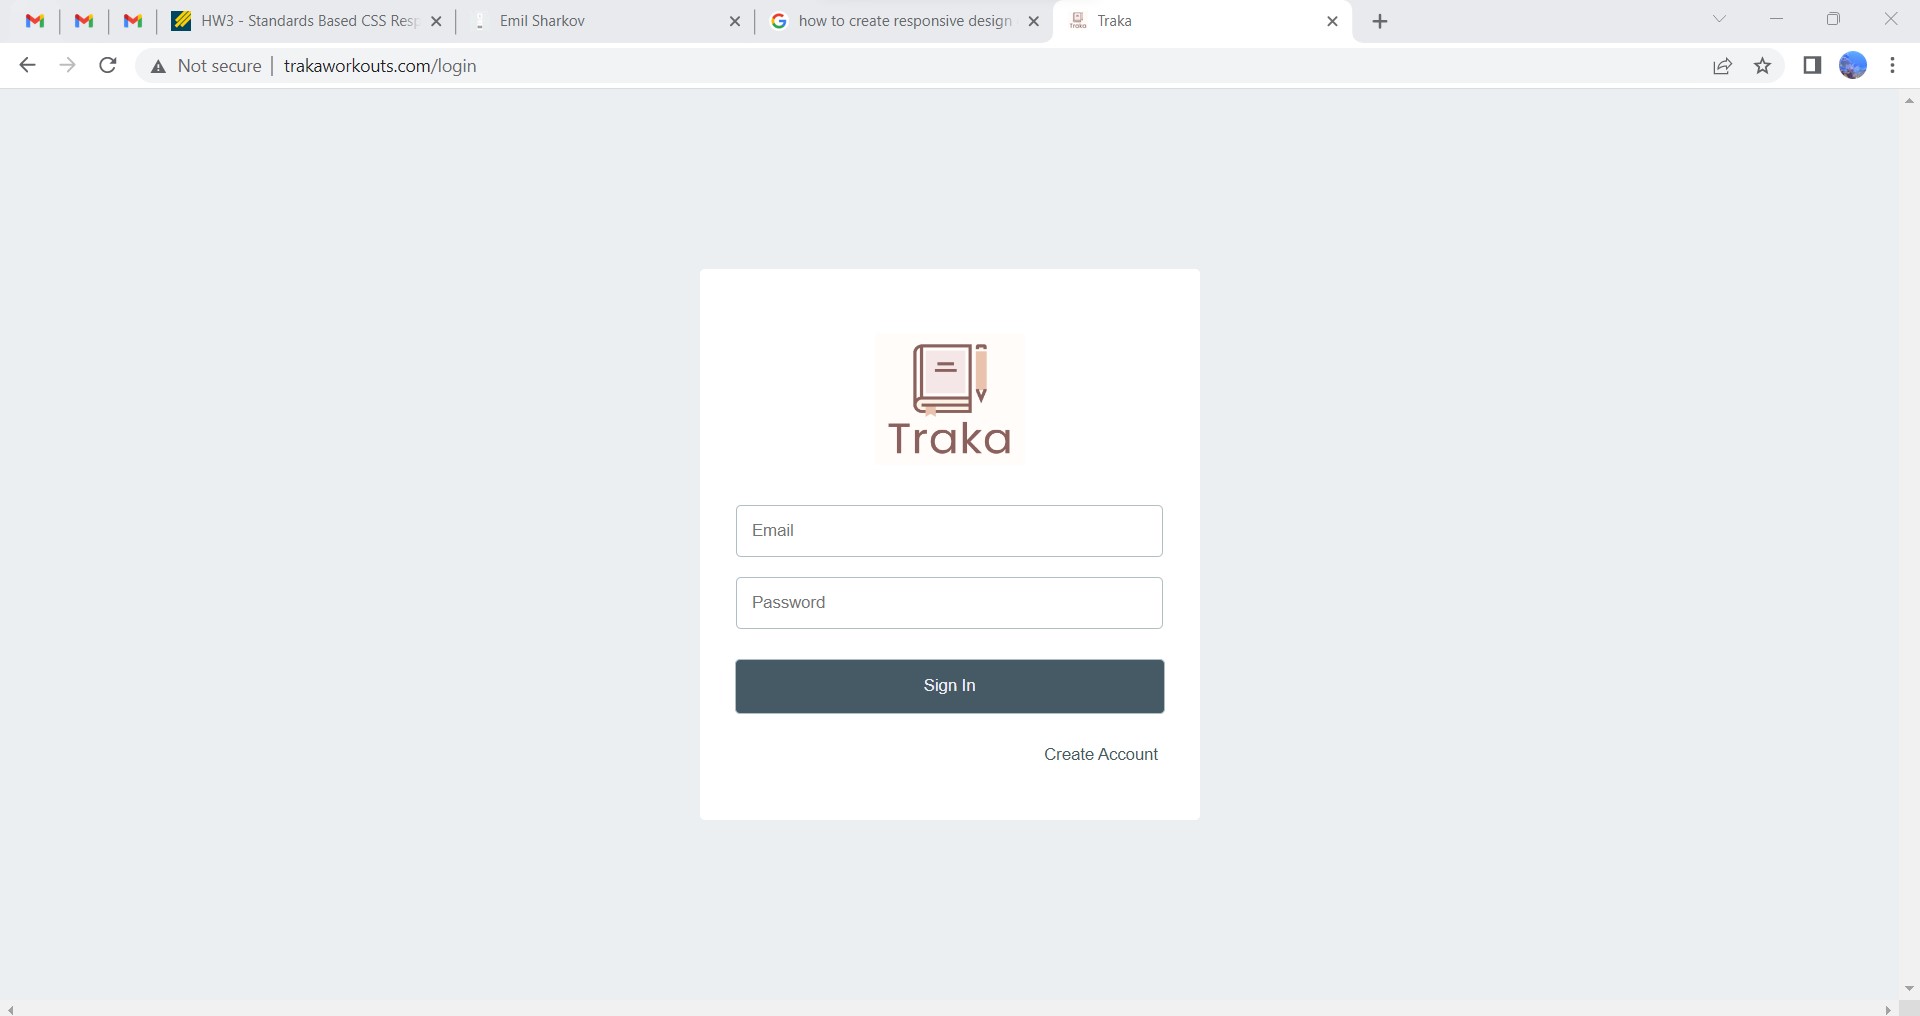 HW3 - Standards Based CSS Resp
Emil Sharkov
how to create responsive design
Traka
Not secure
trakaworkouts.com/login
Traka
Email
Password
Sign In
Create Account